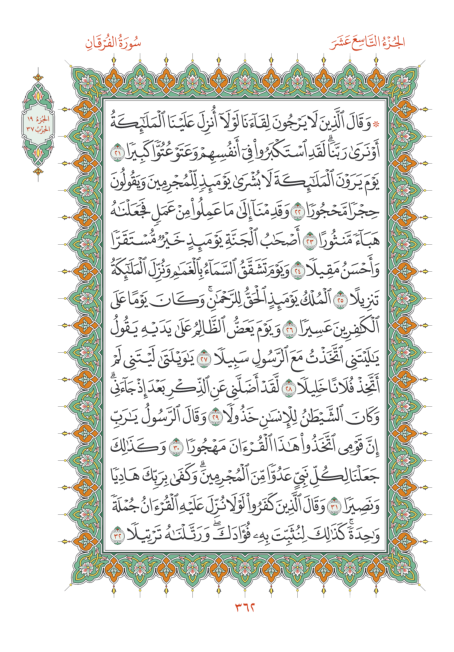 الجُزْءُ التَّاسِعَ عَشَرَ
سُورَةُ الفُرْقَانِ
الجُزْءُ ١٩
الحِزْبُ ٣٧
۞ وَقَالَ ٱلَّذِينَ لَا يَرْجُونَ لِقَآءَنَا لَوْلَآ أُنزِلَ عَلَيْنَا ٱلْمَلَٰٓئِكَةُ
أَوْ نَرَىٰ رَبَّنَاۗ لَقَدِ ٱسْتَكْبَرُوا۟ فِىٓ أَنفُسِهِمْ وَعَتَوْ عُتُوًّا كَبِيرًا ٢١
يَوْمَ يَرَوْنَ ٱلْمَلَٰٓئِكَةَ لَا بُشْرَىٰ يَوْمَئِذٍ لِّلْمُجْرِمِينَ وَيَقُولُونَ
حِجْرًا مَّحْجُورًا ٢٢ وَقَدِمْنَآ إِلَىٰ مَا عَمِلُوا۟ مِنْ عَمَلٍ فَجَعَلْنَٰهُ
هَبَآءً مَّنثُورًا ٢٣ أَصْحَٰبُ ٱلْجَنَّةِ يَوْمَئِذٍ خَيْرٌ مُّسْتَقَرًّا
وَأَحْسَنُ مَقِيلًا ٢٤ وَيَوْمَ تَشَقَّقُ ٱلسَّمَآءُ بِٱلْغَمَٰمِ وَنُزِّلَ ٱلْمَلَٰٓئِكَةُ
تَنزِيلًا ٢٥ ٱلْمُلْكُ يَوْمَئِذٍ ٱلْحَقُّ لِلرَّحْمَٰنِۚ وَكَانَ يَوْمًا عَلَى
ٱلْكَٰفِرِينَ عَسِيرًا ٢٦ وَيَوْمَ يَعَضُّ ٱلظَّالِمُ عَلَىٰ يَدَيْهِ يَقُولُ
يَٰلَيْتَنِى ٱتَّخَذْتُ مَعَ ٱلرَّسُولِ سَبِيلًا ٢٧ يَٰوَيْلَتَىٰ لَيْتَنِى لَمْ
أَتَّخِذْ فُلَانًا خَلِيلًا ٢٨ لَّقَدْ أَضَلَّنِى عَنِ ٱلذِّكْرِ بَعْدَ إِذْ جَآءَنِىۗ
وَكَانَ ٱلشَّيْطَٰنُ لِلْإِنسَٰنِ خَذُولًا ٢٩ وَقَالَ ٱلرَّسُولُ يَٰرَبِّ
إِنَّ قَوْمِى ٱتَّخَذُوا۟ هَٰذَا ٱلْقُرْءَانَ مَهْجُورًا ٣٠ وَكَذَٰلِكَ
جَعَلْنَا لِكُلِّ نَبِىٍّ عَدُوًّا مِّنَ ٱلْمُجْرِمِينَۗ وَكَفَىٰ بِرَبِّكَ هَادِيًا
وَنَصِيرًا ٣١ وَقَالَ ٱلَّذِينَ كَفَرُوا۟ لَوْلَا نُزِّلَ عَلَيْهِ ٱلْقُرْءَانُ جُمْلَةً
وَٰحِدَةًۚ كَذَٰلِكَ لِنُثَبِّتَ بِهِۦ فُؤَادَكَۖ وَرَتَّلْنَٰهُ تَرْتِيلًا ٣٢
٣٦٢